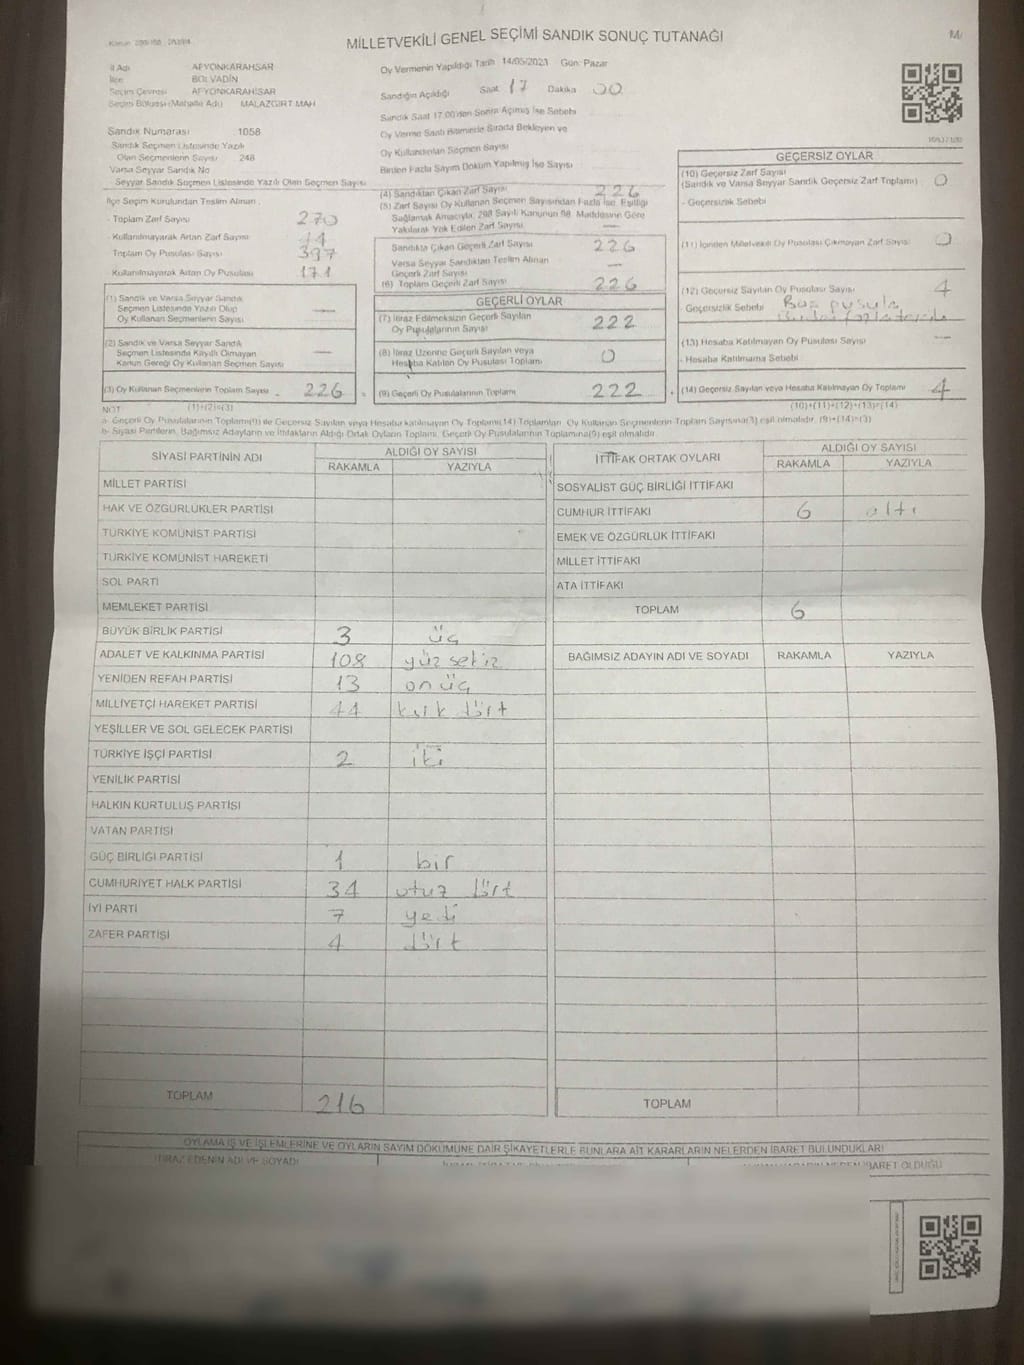 MİLLETVEKİLİ GENEL SEÇİMİ SANDIK SONUÇ TUTANAĞI
İl Adı AFYONKARAHİSAR
İlçe BOLVADİN
Seçim Çevresi AFYONKARAHİSAR
Seçim Bölgesi (Mahalle Adı) MALAZGİRT MAH
Sandık Numarası 1058
Sandık Seçmen Listesinde Yazılı
Olan Seçmenlerin Sayısı 248
Varsa Seyyar Sandık No
Seyyar Sandık Seçmen Listesinde Yazılı Olan Seçmen Sayısı
Oy Vermenin Yapıldığı Tarih 14/05/2023 Gün: Pazar
Sandığın Açıldığı Saat 17 Dakika 00
Sandık Saat 17:00'den Sonra Açılmış İse Sebebi
Oy Verme Saati Bitiminde Sırada Bekleyen ve
Oy Kullandırılan Seçmen Sayısı
Birden Fazla Sayım Döküm Yapılmış İse Sayısı
İlçe Seçim Kurulundan Teslim Alınan
- Toplam Zarf Sayısı 270
- Kullanılmayarak Artan Zarf Sayısı 44
Toplam Oy Pusulası Sayısı 397
Kullanılmayarak Artan Oy Pusulası 171
(1) Sandık ve Varsa Seyyar Sandık
Seçmen Listesinde Yazılı Olup
Oy Kullanan Seçmenlerin Sayısı —
(2) Sandık ve Varsa Seyyar Sandık
Seçmen Listesinde Kayıtlı Olmayan
Kanun Gereği Oy Kullanan Seçmen Sayısı —
(3) Oy Kullanan Seçmenlerin Toplam Sayısı 226
(1)+(2)=(3)
(4) Sandıktan Çıkan Zarf Sayısı 226
(5) Zarf Sayısı Oy Kullanan Seçmen Sayısından Fazla İse, Eşitliği
Sağlamak Amacıyla, 298 Sayılı Kanunun 98. Maddesine Göre
Yakılarak Yok Edilen Zarf Sayısı —
Sandıkta Çıkan Geçerli Zarf Sayısı 226
Varsa Seyyar Sandıktan Teslim Alınan
Geçerli Zarf Sayısı —
(6) Toplam Geçerli Zarf Sayısı 226
GEÇERLİ OYLAR
(7) İtiraz Edilmeksizin Geçerli Sayılan
Oy Pusulalarının Sayısı 222
(8) İtiraz Üzerine Geçerli Sayılan veya
Hesaba Katılan Oy Pusulası Toplamı 0
(9) Geçerli Oy Pusulalarının Toplamı 222
GEÇERSİZ OYLAR
(10) Geçersiz Zarf Sayısı
(Sandık ve Varsa Seyyar Sandık Geçersiz Zarf Toplamı) 0
- Geçersizlik Sebebi
(11) İçinden Milletvekili Oy Pusulası Çıkmayan Zarf Sayısı 0
(12) Geçersiz Sayılan Oy Pusulası Sayısı 4
Geçersizlik Sebebi
(13) Hesaba Katılmayan Oy Pusulası Sayısı —
- Hesaba Katılmama Sebebi
(14) Geçersiz Sayılan veya Hesaba Katılmayan Oy Toplamı 4
(10)+(11)+(12)+(13)=(14)
NOT
a- Geçerli Oy Pusulalarının Toplamı(9) ile Geçersiz Sayılan veya Hesaba katılmayan Oy Toplamı(14) Toplamları, Oy Kullanan Seçmenlerin Toplam Sayısına(3) eşit olmalıdır. (9)+(14)=(3)
b- Siyasi Partilerin, Bağımsız Adayların ve İttifakların Aldığı Ortak Oyların Toplamı, Geçerli Oy Pusulalarının Toplamına(9) eşit olmalıdır.
SİYASİ PARTİNİN ADI
ALDIĞI OY SAYISI
RAKAMLA YAZIYLA
MİLLET PARTİSİ
HAK VE ÖZGÜRLÜKLER PARTİSİ
TÜRKİYE KOMÜNİST PARTİSİ
TÜRKİYE KOMÜNİST HAREKETİ
SOL PARTİ
MEMLEKET PARTİSİ
BÜYÜK BİRLİK PARTİSİ 3 üç
ADALET VE KALKINMA PARTİSİ 108 yüz sekiz
YENİDEN REFAH PARTİSİ 13 on üç
MİLLİYETÇİ HAREKET PARTİSİ 44 kırk dört
YEŞİLLER VE SOL GELECEK PARTİSİ
TÜRKİYE İŞÇİ PARTİSİ 2 iki
YENİLİK PARTİSİ
HALKIN KURTULUŞ PARTİSİ
VATAN PARTİSİ
GÜÇ BİRLİĞİ PARTİSİ 1 bir
CUMHURİYET HALK PARTİSİ 34 otuz dört
İYİ PARTİ 7 yedi
ZAFER PARTİSİ 4 dört
TOPLAM 216
İTTİFAK ORTAK OYLARI
ALDIĞI OY SAYISI
RAKAMLA YAZIYLA
SOSYALİST GÜÇ BİRLİĞİ İTTİFAKI
CUMHUR İTTİFAKI 6 altı
EMEK VE ÖZGÜRLÜK İTTİFAKI
MİLLET İTTİFAKI
ATA İTTİFAKI
TOPLAM 6
BAĞIMSIZ ADAYIN ADI VE SOYADI RAKAMLA YAZIYLA
TOPLAM
OYLAMA İŞ VE İŞLEMLERİNE VE OYLARIN SAYIM DÖKÜMÜNE DAİR ŞİKAYETLERLE BUNLARA AİT KARARLARIN NELERDEN İBARET BULUNDUKLARI
İTİRAZ EDENİN ADI VE SOYADI
İBARET OLDUĞU